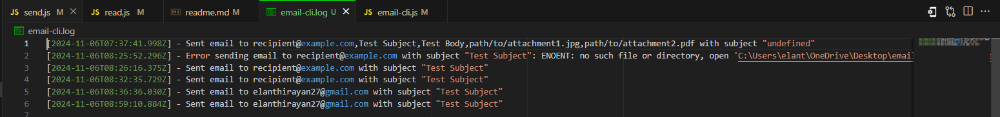 JS send.js M JS read.js M readme.md M email-cli.log U JS email-cli.js M
email-cli.log
1 [2024-11-06T07:37:41.998Z] - Sent email to recipient@example.com,Test Subject,Test Body,path/to/attachment1.jpg,path/to/attachment2.pdf with subject "undefined"
2 [2024-11-06T08:25:52.296Z] - Error sending email to recipient@example.com with subject "Test Subject": ENOENT: no such file or directory, open 'C:\Users\elant\OneDrive\Desktop\email
3 [2024-11-06T08:26:16.375Z] - Sent email to recipient@example.com with subject "Test Subject"
4 [2024-11-06T08:32:35.729Z] - Sent email to recipient@example.com with subject "Test Subject"
5 [2024-11-06T08:36:36.030Z] - Sent email to elanthirayan27@gmail.com with subject "Test Subject"
6 [2024-11-06T08:59:10.884Z] - Sent email to elanthirayan27@gmail.com with subject "Test Subject"
7